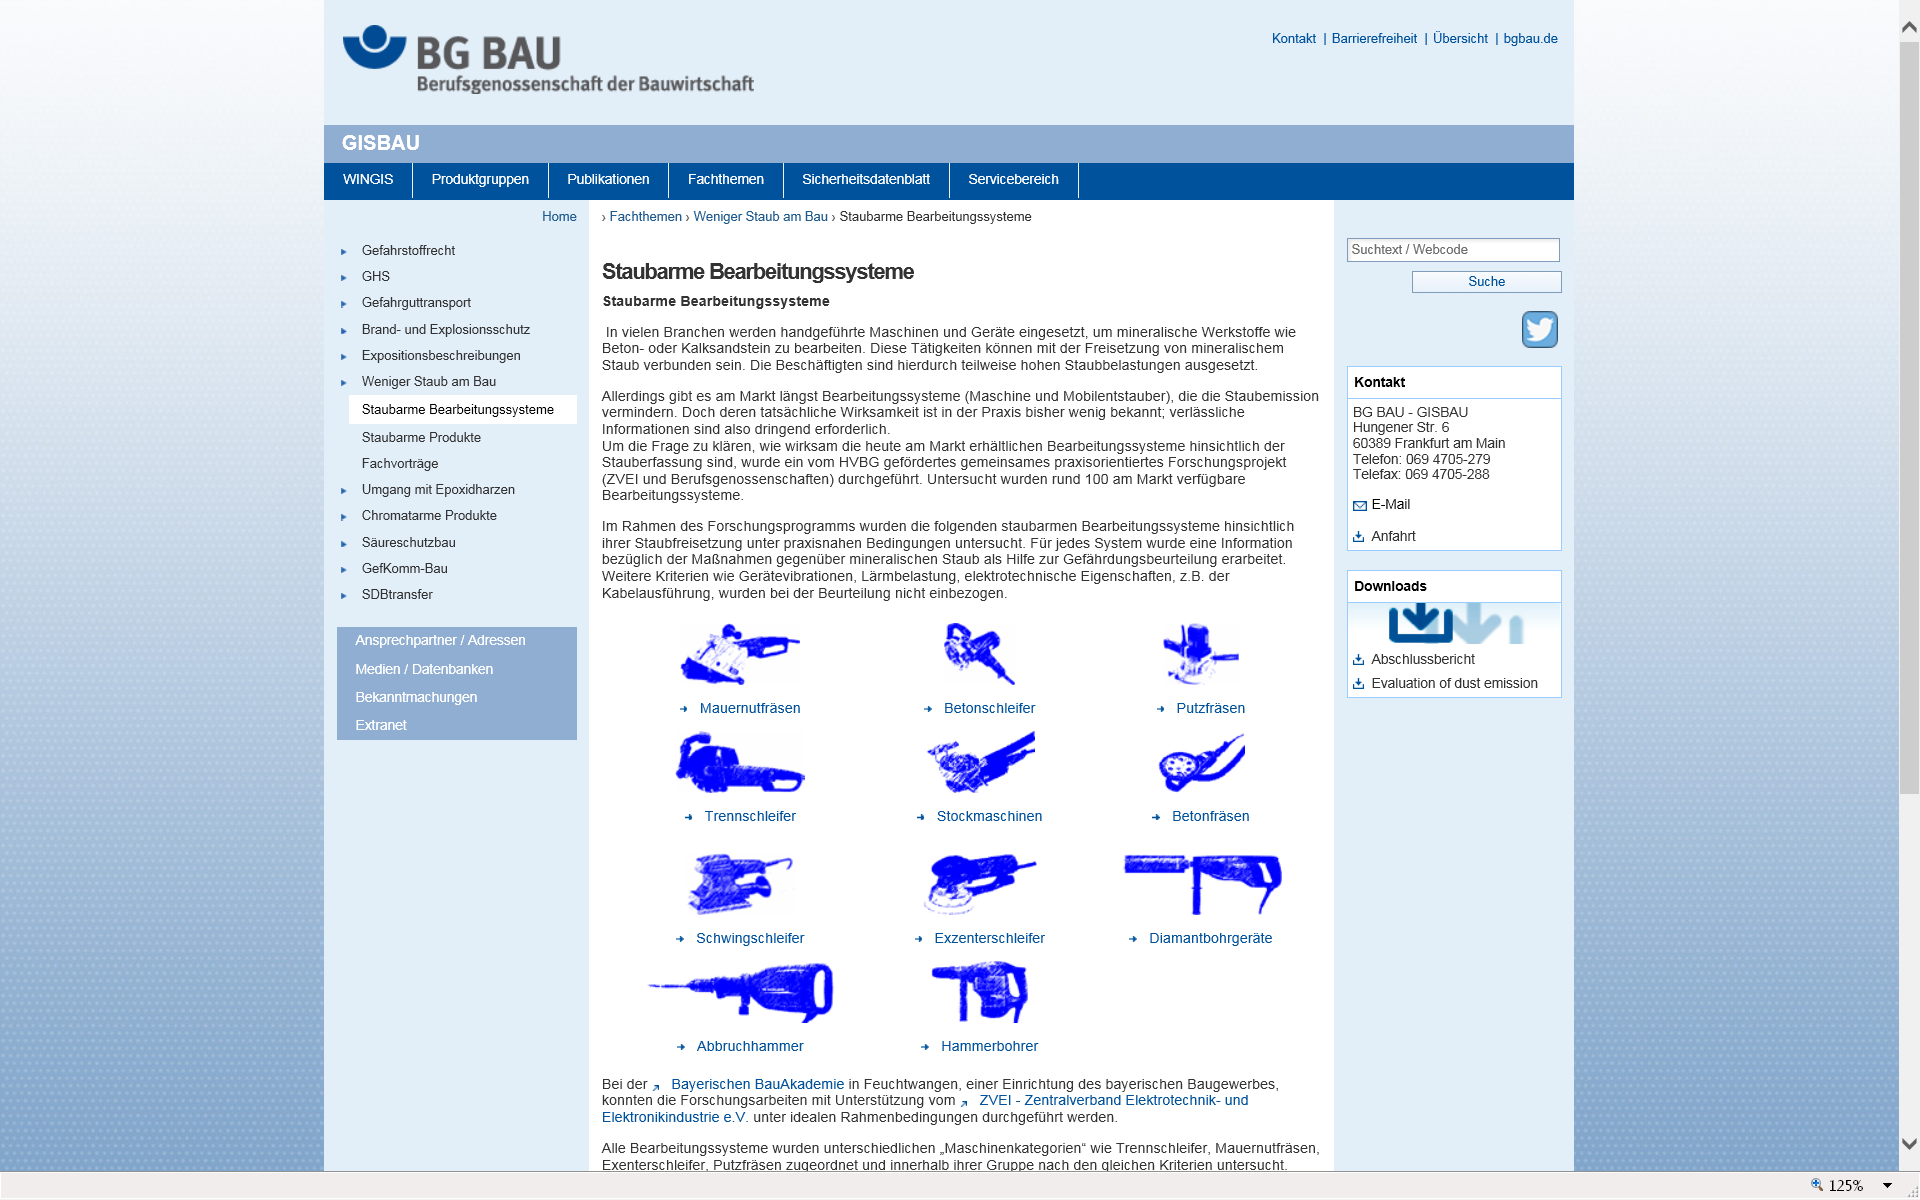 BG BAU
Berufsgenossenschaft der Bauwirtschaft
Kontakt | Barrierefreiheit | Übersicht | bgbau.de
GISBAU
WINGIS Produktgruppen Publikationen Fachthemen Sicherheitsdatenblatt Servicebereich
Home
Gefahrstoffrecht
GHS
Gefahrguttransport
Brand- und Explosionsschutz
Expositionsbeschreibungen
Weniger Staub am Bau
Staubarme Bearbeitungssysteme
Staubarme Produkte
Fachvorträge
Umgang mit Epoxidharzen
Chromatarme Produkte
Säureschutzbau
GefKomm-Bau
SDBtransfer
Ansprechpartner / Adressen
Medien / Datenbanken
Bekanntmachungen
Extranet
› Fachthemen › Weniger Staub am Bau › Staubarme Bearbeitungssysteme
Staubarme Bearbeitungssysteme
Staubarme Bearbeitungssysteme
In vielen Branchen werden handgeführte Maschinen und Geräte eingesetzt, um mineralische Werkstoffe wie
Beton- oder Kalksandstein zu bearbeiten. Diese Tätigkeiten können mit der Freisetzung von mineralischem
Staub verbunden sein. Die Beschäftigten sind hierdurch teilweise hohen Staubbelastungen ausgesetzt.
Allerdings gibt es am Markt längst Bearbeitungssysteme (Maschine und Mobilentstauber), die die Staubemission
vermindern. Doch deren tatsächliche Wirksamkeit ist in der Praxis bisher wenig bekannt; verlässliche
Informationen sind also dringend erforderlich.
Um die Frage zu klären, wie wirksam die heute am Markt erhältlichen Bearbeitungssysteme hinsichtlich der
Stauberfassung sind, wurde ein vom HVBG gefördertes gemeinsames praxisorientiertes Forschungsprojekt
(ZVEI und Berufsgenossenschaften) durchgeführt. Untersucht wurden rund 100 am Markt verfügbare
Bearbeitungssysteme.
Im Rahmen des Forschungsprogramms wurden die folgenden staubarmen Bearbeitungssysteme hinsichtlich
ihrer Staubfreisetzung unter praxisnahen Bedingungen untersucht. Für jedes System wurde eine Information
bezüglich der Maßnahmen gegenüber mineralischen Staub als Hilfe zur Gefährdungsbeurteilung erarbeitet.
Weitere Kriterien wie Gerätevibrationen, Lärmbelastung, elektrotechnische Eigenschaften, z.B. der
Kabelausführung, wurden bei der Beurteilung nicht einbezogen.
Mauernutfräsen Betonschleifer Putzfräsen
Trennschleifer Stockmaschinen Betonfräsen
Schwingschleifer Exzenterschleifer Diamantbohrgeräte
Abbruchhammer Hammerbohrer
Bei der Bayerischen BauAkademie in Feuchtwangen, einer Einrichtung des bayerischen Baugewerbes,
konnten die Forschungsarbeiten mit Unterstützung vom ZVEI - Zentralverband Elektrotechnik- und
Elektronikindustrie e.V. unter idealen Rahmenbedingungen durchgeführt werden.
Alle Bearbeitungssysteme wurden unterschiedlichen „Maschinenkategorien“ wie Trennschleifer, Mauernutfräsen,
Exenterschleifer, Putzfräsen zugeordnet und innerhalb ihrer Gruppe nach den gleichen Kriterien untersucht.
Suchtext / Webcode
Suche
Kontakt
BG BAU - GISBAU
Hungener Str. 6
60389 Frankfurt am Main
Telefon: 069 4705-279
Telefax: 069 4705-288
E-Mail
Anfahrt
Downloads
Abschlussbericht
Evaluation of dust emission
125%